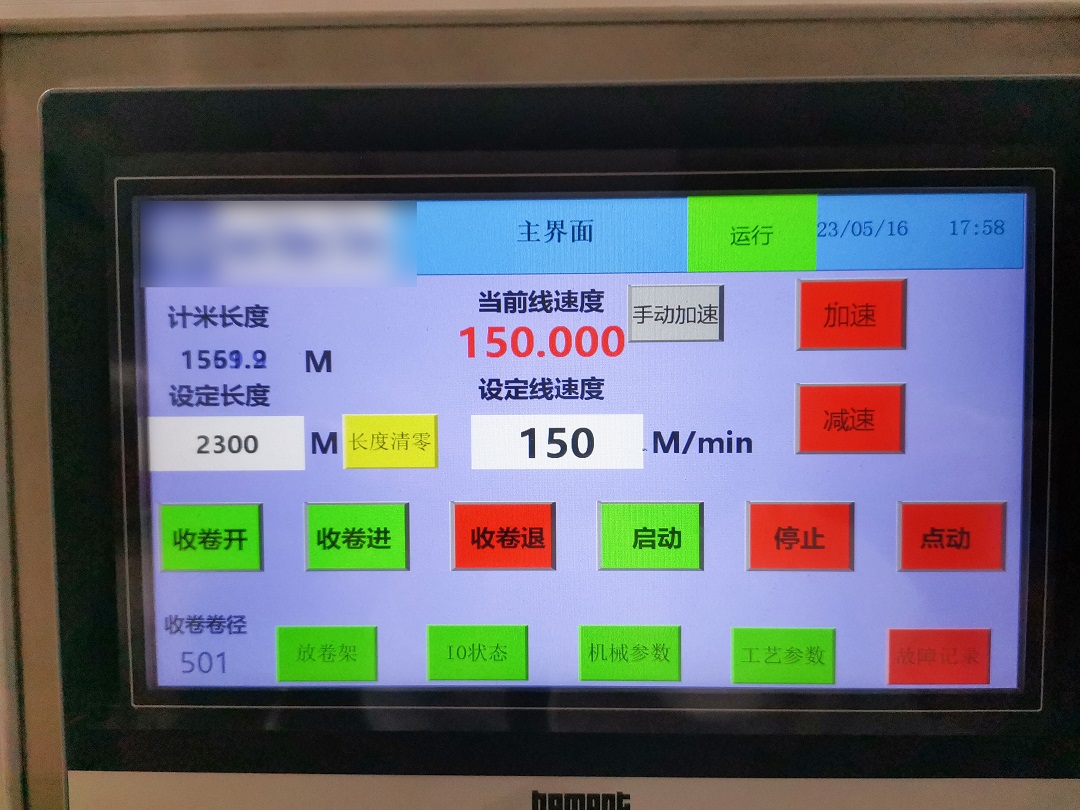 主界面 运行 23/05/16 17:58
计米长度 当前线速度 手动加速 加速
150.000
M
设定长度 设定线速度 减速
2300 M 长度清零 150 M/min
收卷开 收卷进 收卷退 启动 停止 点动
收卷卷径
501 放卷架 IO状态 机械参数 工艺参数 故障记录